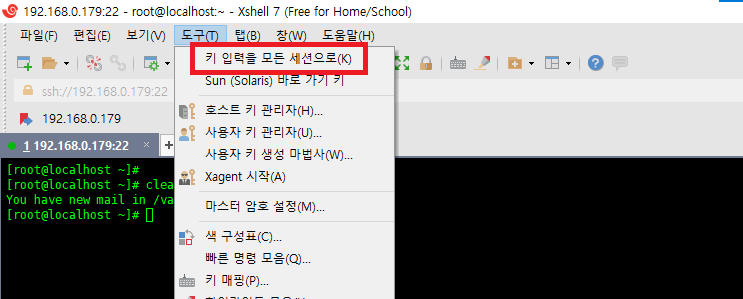 192.168.0.179 - root@localhost:~ - Xshell 7 (Free for Home/School)
파일(F) 편집(E) 보기(V) 도구(T) 탭(B) 창(W) 도움말(H)
키 입력을 모든 세션으로(K)
Sun (Solaris) 바로 가기 키
ssh://192.168.0.179:22
호스트 키 관리자(H)...
192.168.0.179
사용자 키 관리자(U)...
1 192.168.0.179:22 × +
사용자 키 생성 마법사(W)...
[root@localhost ~]#
Xagent 시작(A)
[root@localhost ~]# clea
You have new mail in /va
마스터 암호 설정(M)...
[root@localhost ~]#
색 구성표(C)...
빠른 명령 모음(Q)...
키 매핑(P)...